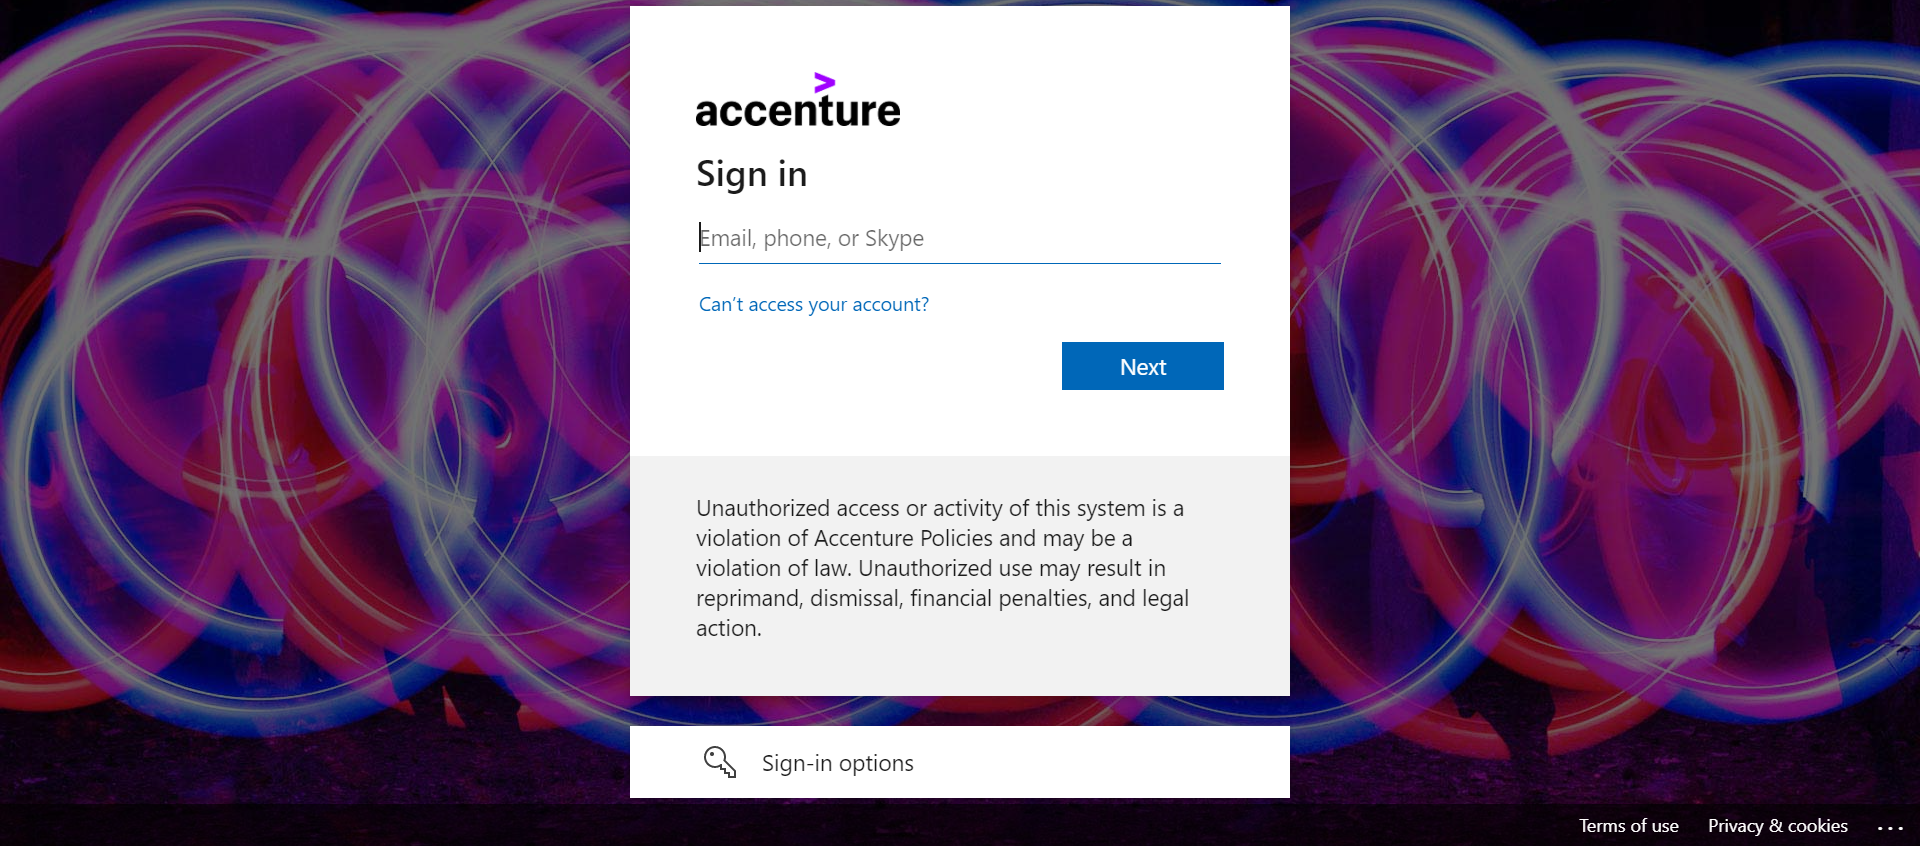 accenture
Sign in
Email, phone, or Skype
Can’t access your account?
Next
Unauthorized access or activity of this system is a
violation of Accenture Policies and may be a
violation of law. Unauthorized use may result in
reprimand, dismissal, financial penalties, and legal
action.
Sign-in options
Terms of use Privacy & cookies ...